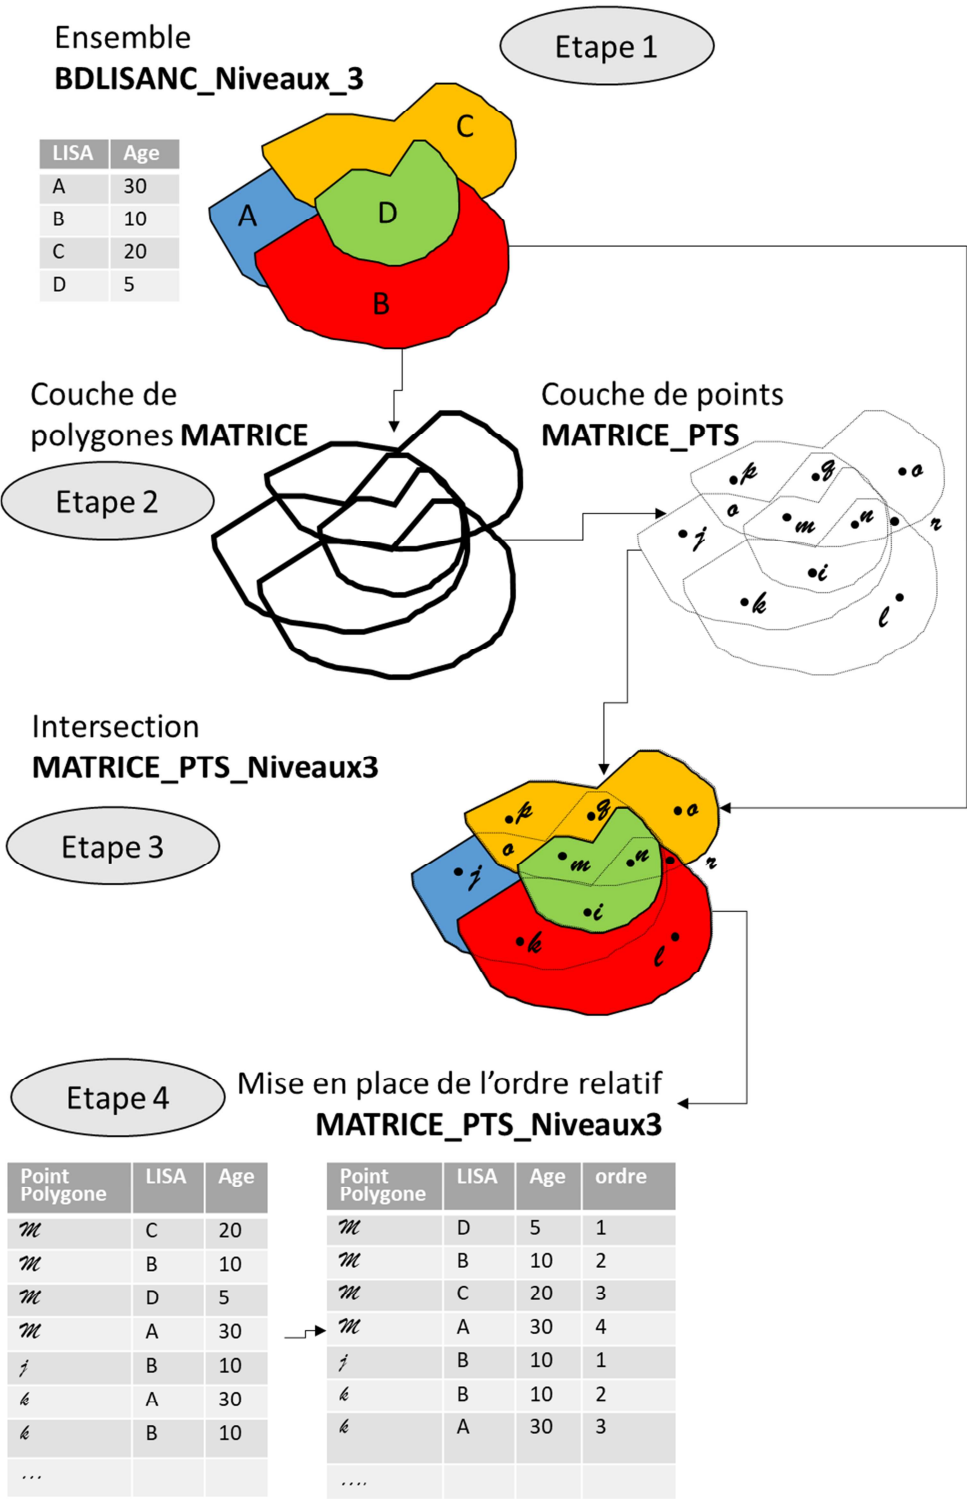 Ensemble
BDLISANC_Niveaux_3
Etape 1
LISA Age
A 30
B 10
C 20
D 5
C
A
D
B
Couche de
polygones MATRICE
Etape 2
Couche de points
MATRICE_PTS
p
q
o
o
m
n
r
j
i
k
l
Intersection
MATRICE_PTS_Niveaux3
Etape 3
p
q
o
o
m
n
r
j
i
k
l
Etape 4
Mise en place de l’ordre relatif
MATRICE_PTS_Niveaux3
Point
Polygone LISA Age
m C 20
m B 10
m D 5
m A 30
j B 10
k A 30
k B 10
...
Point
Polygone LISA Age ordre
m D 5 1
m B 10 2
m C 20 3
m A 30 4
j B 10 1
k B 10 2
k A 30 3
....